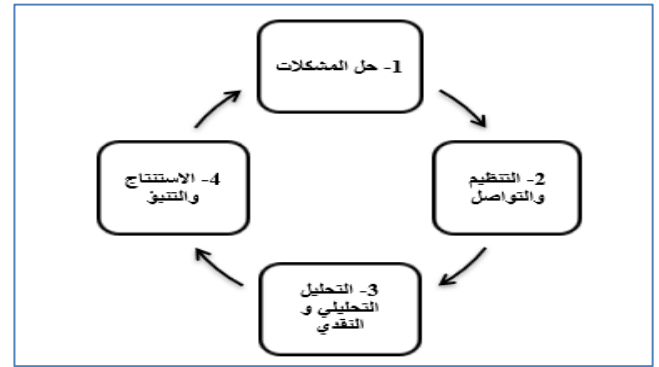 1- حل المشكلات
2- التنظيم
والتواصل
3- التحليل
التحليلي و
النقدي
4- الاستنتاج
والتنبؤ